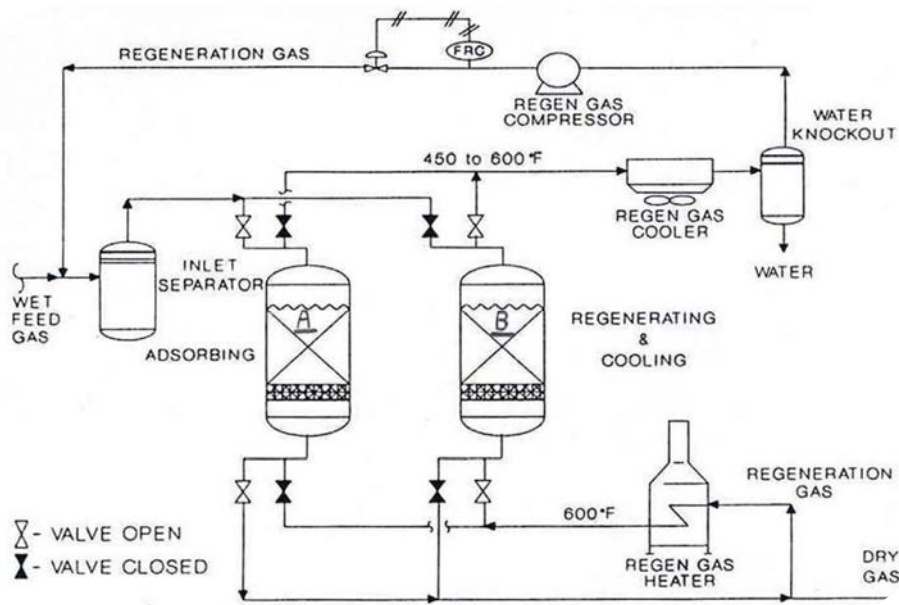 REGENERATION GAS
FRC
REGEN GAS
COMPRESSOR
WATER
KNOCKOUT
450 to 600°F
REGEN GAS
COOLER
WATER
INLET
SEPARATOR
WET
FEED
GAS
A
B
ADSORBING
REGENERATING
&
COOLING
REGENERATION
GAS
600°F
REGEN GAS
HEATER
DRY
GAS
- VALVE OPEN
- VALVE CLOSED